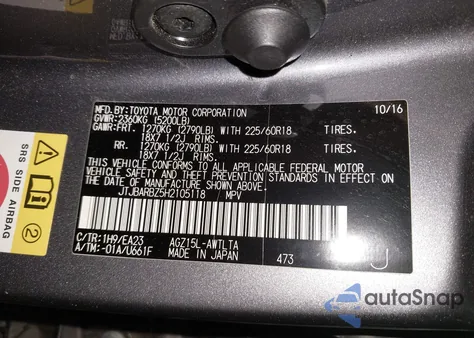 MFD.BY:TOYOTA MOTOR CORPORATION 10/16
GVWR:2360KG (5200LB)
GAWR:FRT. 1270KG (2790LB) WITH 225/60R18 TIRES.
18X7 1/2J RIMS.
RR. 1270KG (2790LB) WITH 225/60R18 TIRES.
18X7 1/2J RIMS.
THIS VEHICLE CONFORMS TO ALL APPLICABLE FEDERAL MOTOR
VEHICLE SAFETY AND THEFT PREVENTION STANDARDS IN EFFECT
ON THE DATE OF MANUFACTURE SHOWN ABOVE.
JTJBARBZ5H2105118 MPV
C/TR:1H9/EA23 AGZ15L-AWTLTA
A/TM:-01A/U661F MADE IN JAPAN 473
J
SRS SIDE AIRBAG
2
autoSnap